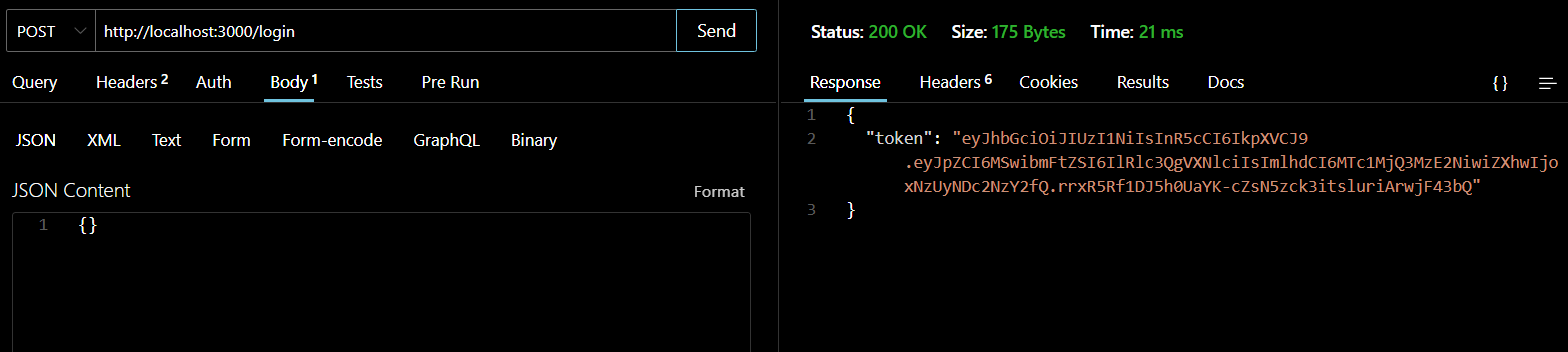 POST http://localhost:3000/login Send
Query Headers 2 Auth Body 1 Tests Pre Run
JSON XML Text Form Form-encode GraphQL Binary
JSON Content Format
1 {}
Status: 200 OK Size: 175 Bytes Time: 21 ms
Response Headers 6 Cookies Results Docs {}
1 {
2 "token": "eyJhbGciOiJIUzI1NiIsInR5cCI6IkpXVCJ9
.eyJpZCI6MSwibmFtZSI6IlRlc3QgVXNlciIsImlhdCI6MTc1MjQ3MzE2NiwiZXhwIjo
xNzUyNDc2NzY2fQ.rrxR5Rf1DJ5h0UaYK-cZsN5zck3itsluriArwjF43bQ"
3 }